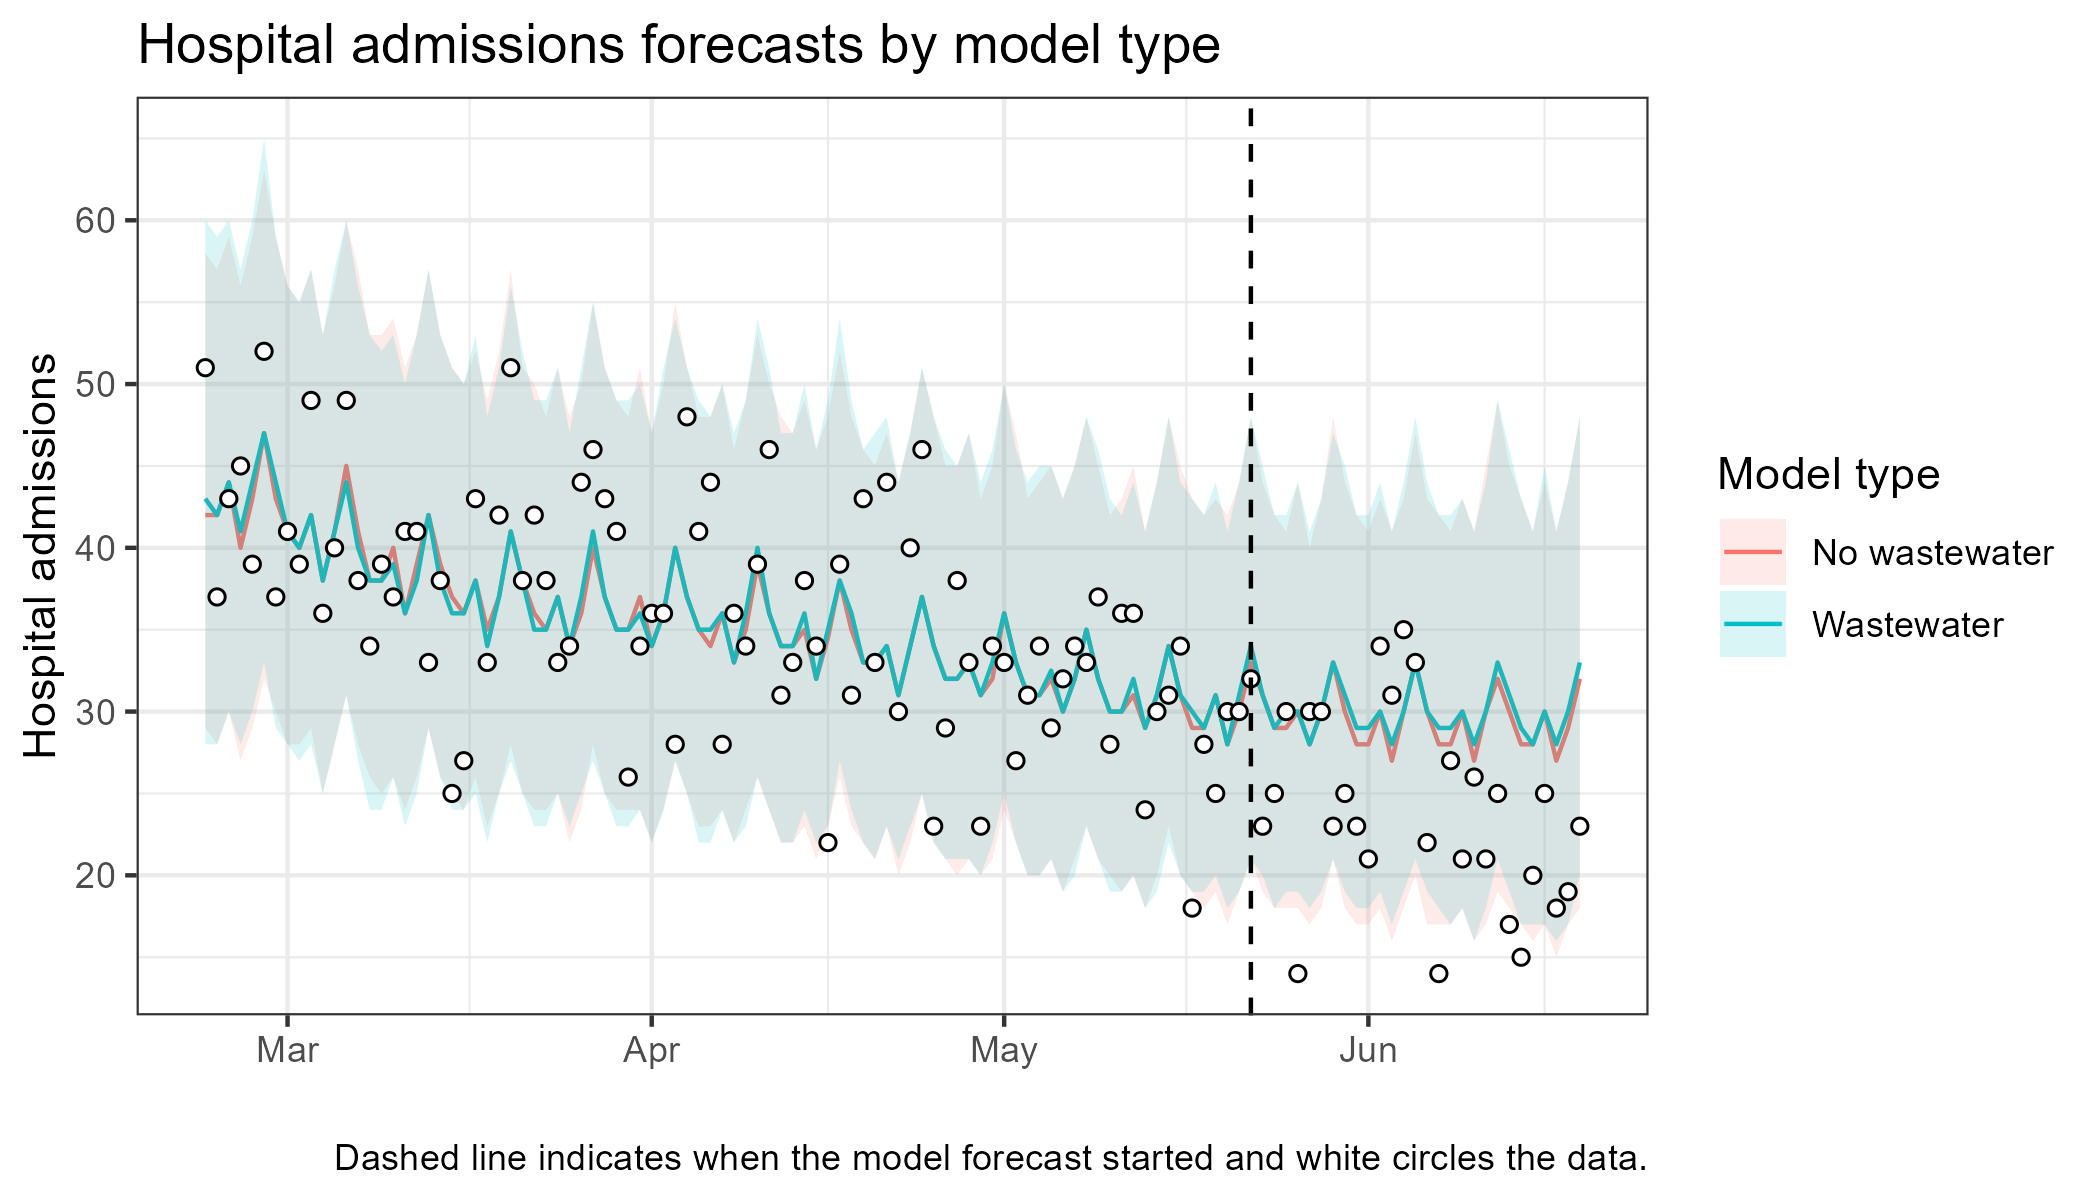 Hospital admissions forecasts by model type
Hospital admissions
60
50
40
30
20
Mar
Apr
May
Jun
Model type
No wastewater
Wastewater
Dashed line indicates when the model forecast started and white circles the data.